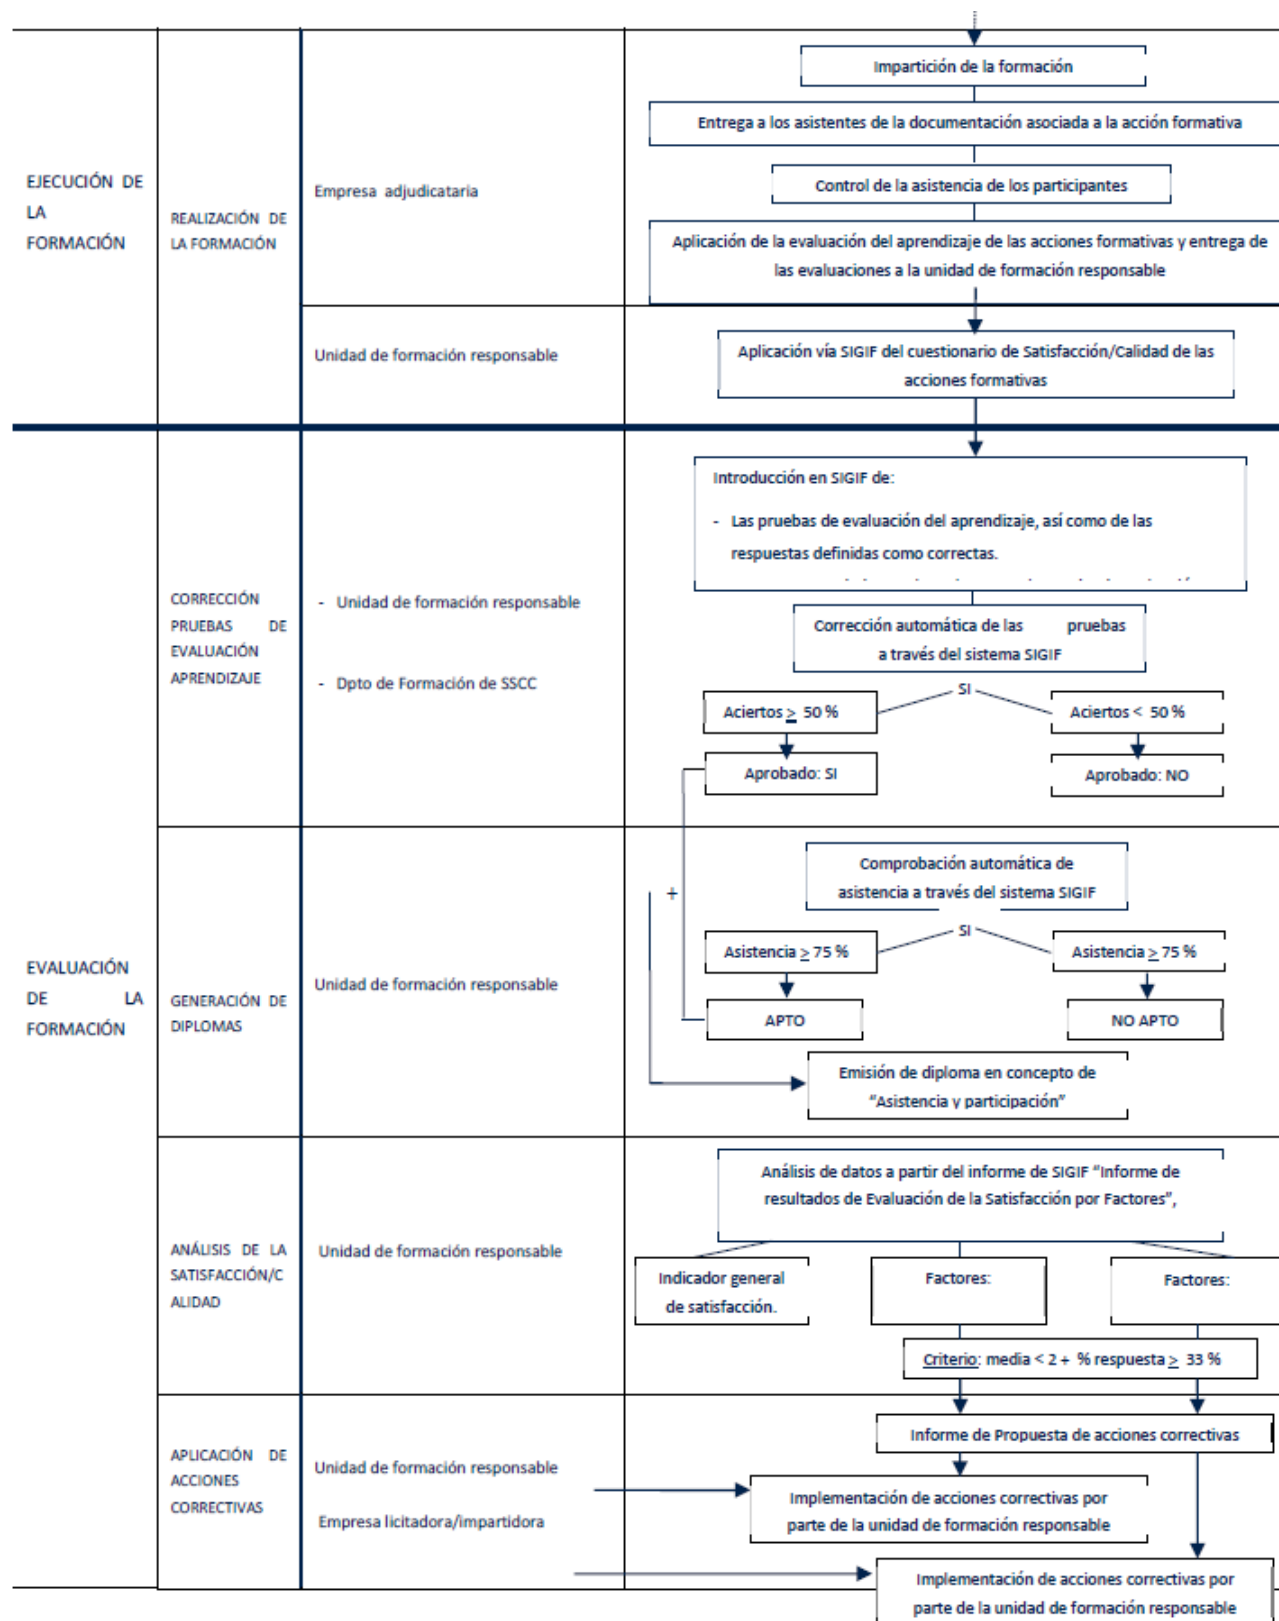 Impartición de la formación
Entrega a los asistentes de la documentación asociada a la acción formativa
Control de la asistencia de los participantes
Aplicación de la evaluación del aprendizaje de las acciones formativas y entrega de
las evaluaciones a la unidad de formación responsable
EJECUCIÓN DE
LA
FORMACIÓN
REALIZACIÓN DE
LA FORMACIÓN
Empresa adjudicataria
Unidad de formación responsable
Aplicación vía SIGIF del cuestionario de Satisfacción/Calidad de las
acciones formativas
Introducción en SIGIF de:
- Las pruebas de evaluación del aprendizaje, así como de las
respuestas definidas como correctas.
CORRECCIÓN
PRUEBAS DE
EVALUACIÓN
APRENDIZAJE
- Unidad de formación responsable
- Dpto de Formación de SSCC
Corrección automática de las pruebas
a través del sistema SIGIF
SI
Aciertos ≥ 50 %
Aciertos < 50 %
Aprobado: SI
Aprobado: NO
EVALUACIÓN
DE LA
FORMACIÓN
GENERACIÓN DE
DIPLOMAS
Unidad de formación responsable
+
Comprobación automática de
asistencia a través del sistema SIGIF
SI
Asistencia ≥ 75 %
Asistencia ≥ 75 %
APTO
NO APTO
Emisión de diploma en concepto de
“Asistencia y participación”
ANÁLISIS DE LA
SATISFACCIÓN/C
ALIDAD
Unidad de formación responsable
Análisis de datos a partir del informe de SIGIF “Informe de
resultados de Evaluación de la Satisfacción por Factores”,
Indicador general
de satisfacción.
Factores:
Factores:
Criterio: media < 2 + % respuesta ≥ 33 %
APLICACIÓN DE
ACCIONES
CORRECTIVAS
Unidad de formación responsable
Empresa licitadora/impartidora
Informe de Propuesta de acciones correctivas
Implementación de acciones correctivas por
parte de la unidad de formación responsable
Implementación de acciones correctivas por
parte de la unidad de formación responsable